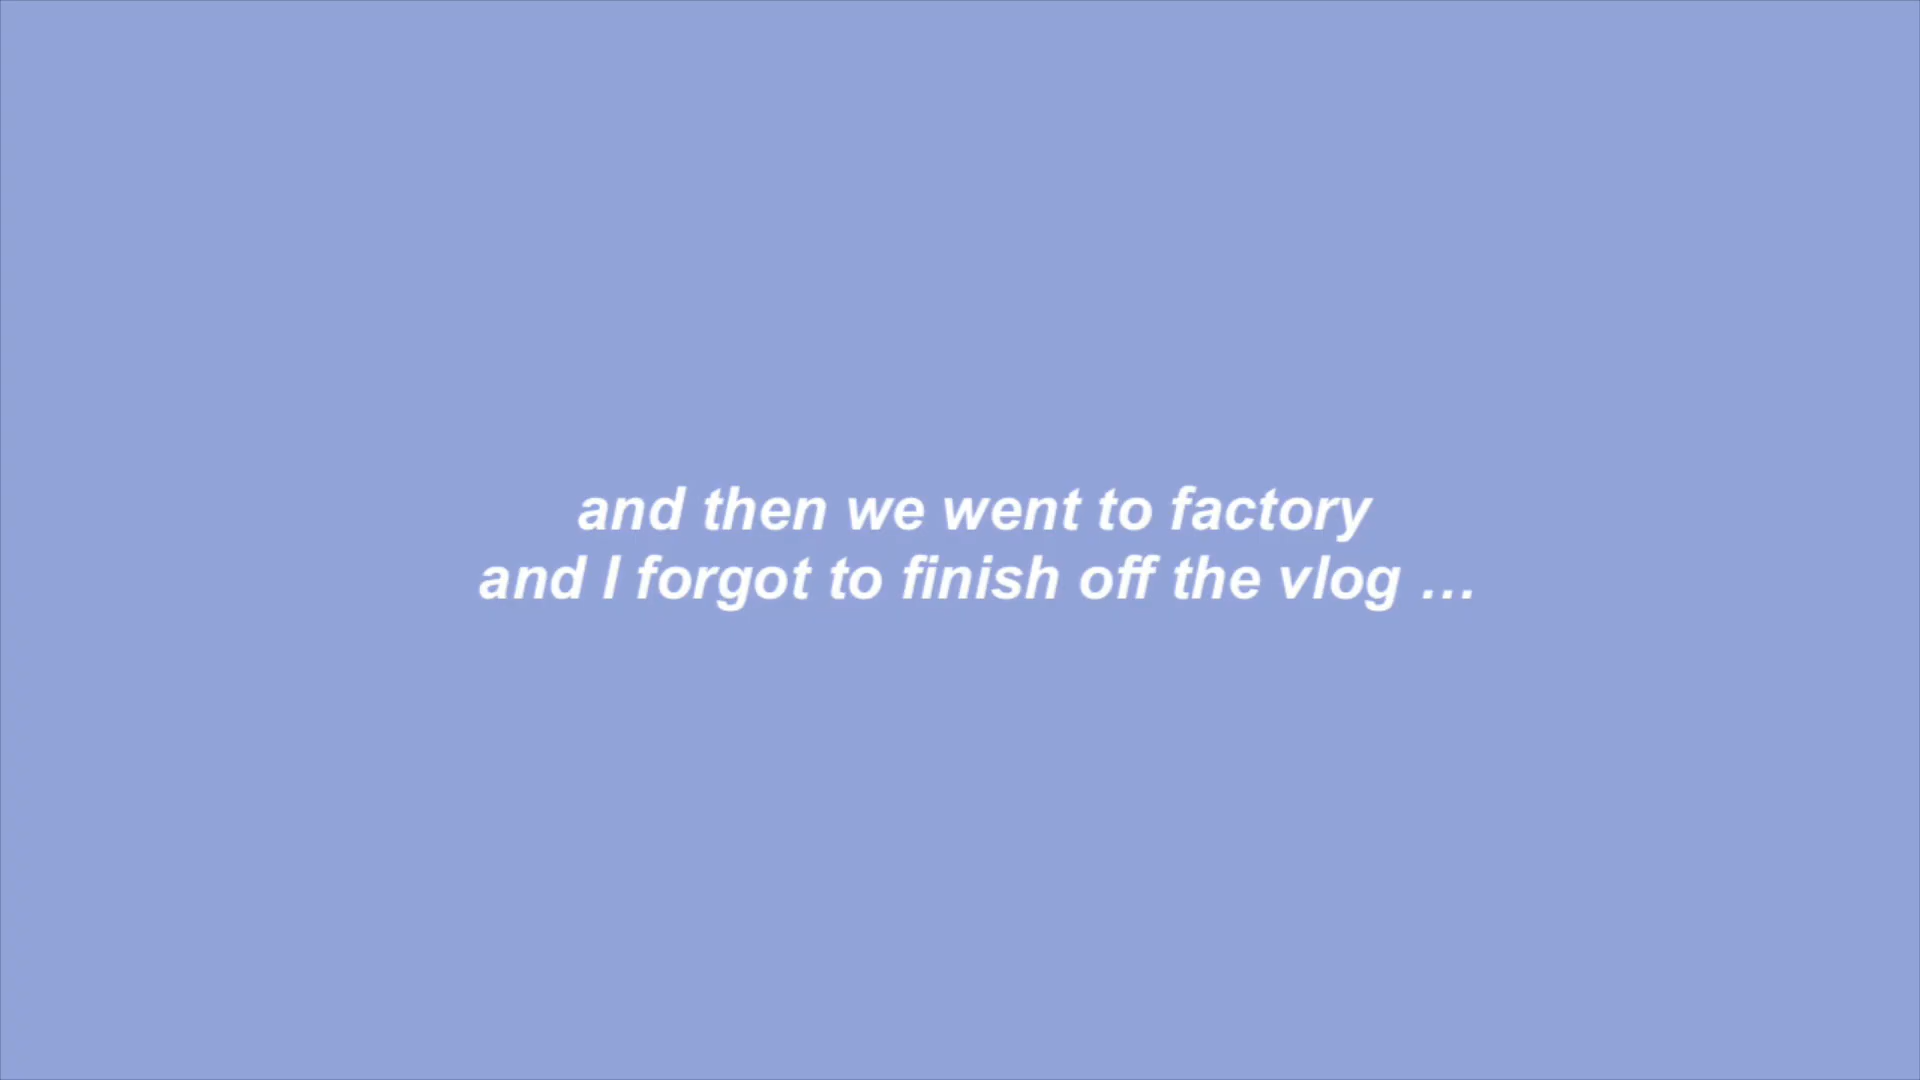 and then we went to factory
and I forgot to finish off the vlog ...